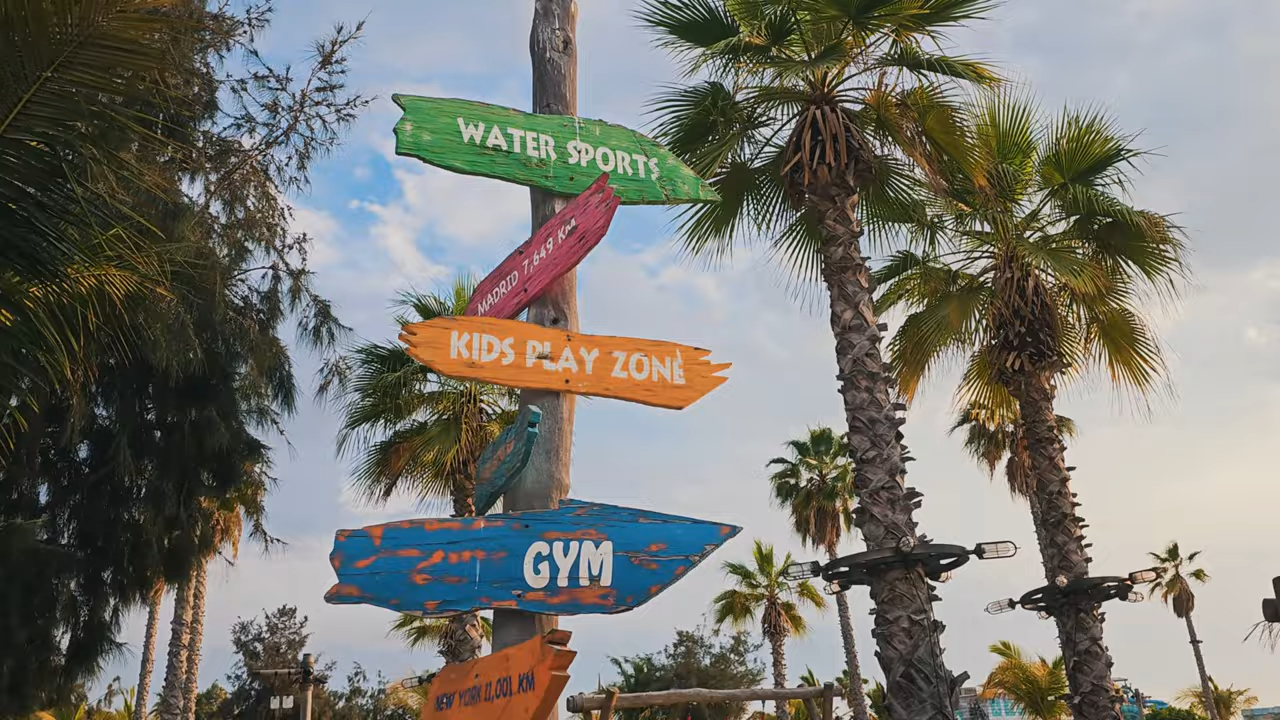 WATER SPORTS
MADRID 7,649 Km
KIDS PLAY ZONE
GYM
NEW YORK 11,001 KM